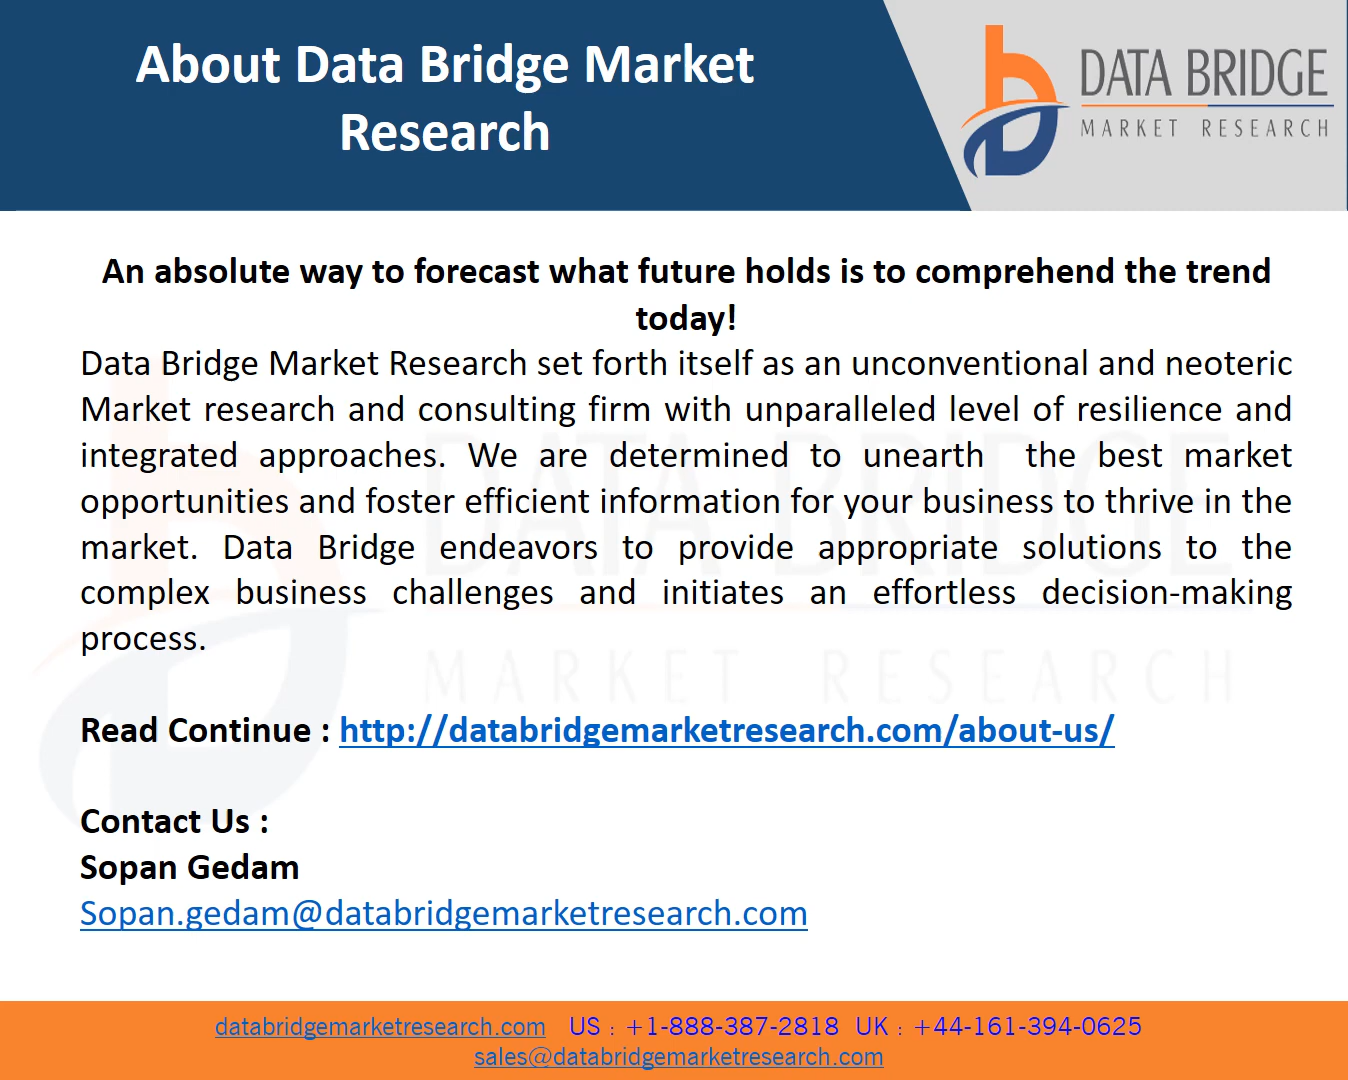 About Data Bridge Market
Research
DATA BRIDGE
MARKET RESEARCH
An absolute way to forecast what future holds is to comprehend the trend
today!
Data Bridge Market Research set forth itself as an unconventional and neoteric
Market research and consulting firm with unparalleled level of resilience and
integrated approaches. We are determined to unearth the best market
opportunities and foster efficient information for your business to thrive in the
market. Data Bridge endeavors to provide appropriate solutions to the
complex business challenges and initiates an effortless decision-making
process.
DATA BRIDGE
MARKET RESEARCH
Read Continue : http://databridgemarketresearch.com/about-us/
Contact Us :
Sopan Gedam
Sopan.gedam@databridgemarketresearch.com
databridgemarketresearch.com US : +1-888-387-2818 UK : +44-161-394-0625
sales@databridgemarketresearch.com